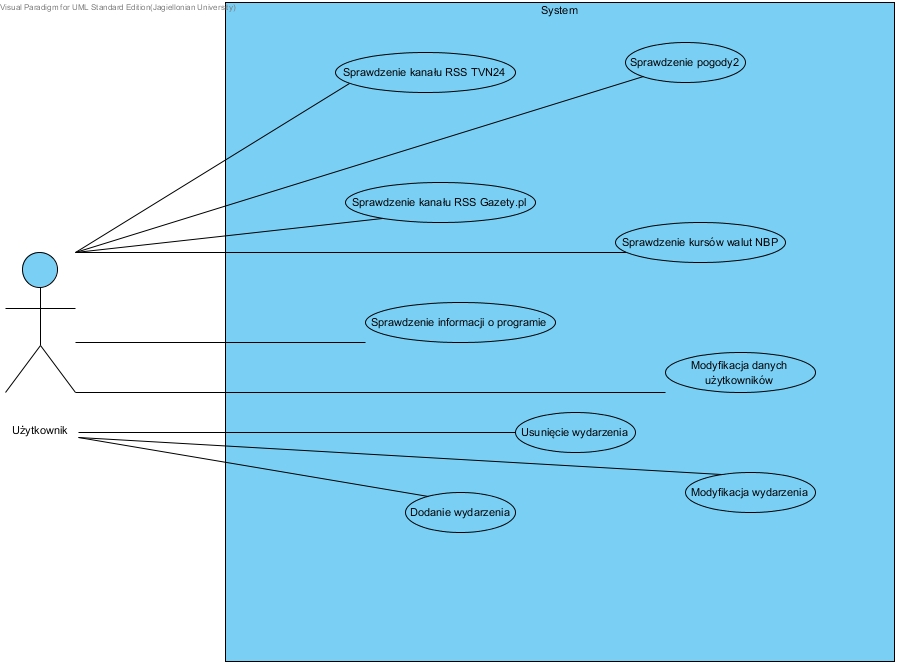 Visual Paradigm for UML Standard Edition(Jagiellonian University)
System
Sprawdzenie kanału RSS TVN24
Sprawdzenie pogody2
Sprawdzenie kanału RSS Gazety.pl
Sprawdzenie kursów walut NBP
Sprawdzenie informacji o programie
Modyfikacja danych
użytkowników
Użytkownik
Usunięcie wydarzenia
Modyfikacja wydarzenia
Dodanie wydarzenia